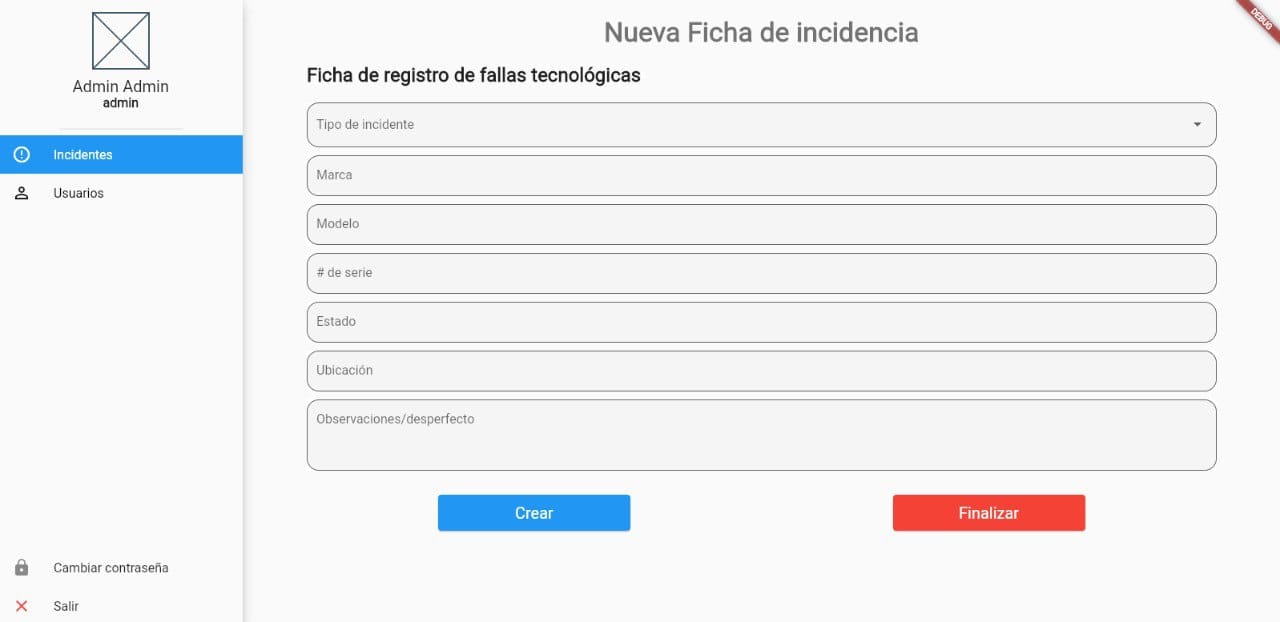 Admin Admin
admin
Incidentes
Usuarios
Cambiar contraseña
Salir
Nueva Ficha de incidencia
DEBUG
Ficha de registro de fallas tecnológicas
Tipo de incidente
Marca
Modelo
# de serie
Estado
Ubicación
Observaciones/desperfecto
Crear
Finalizar